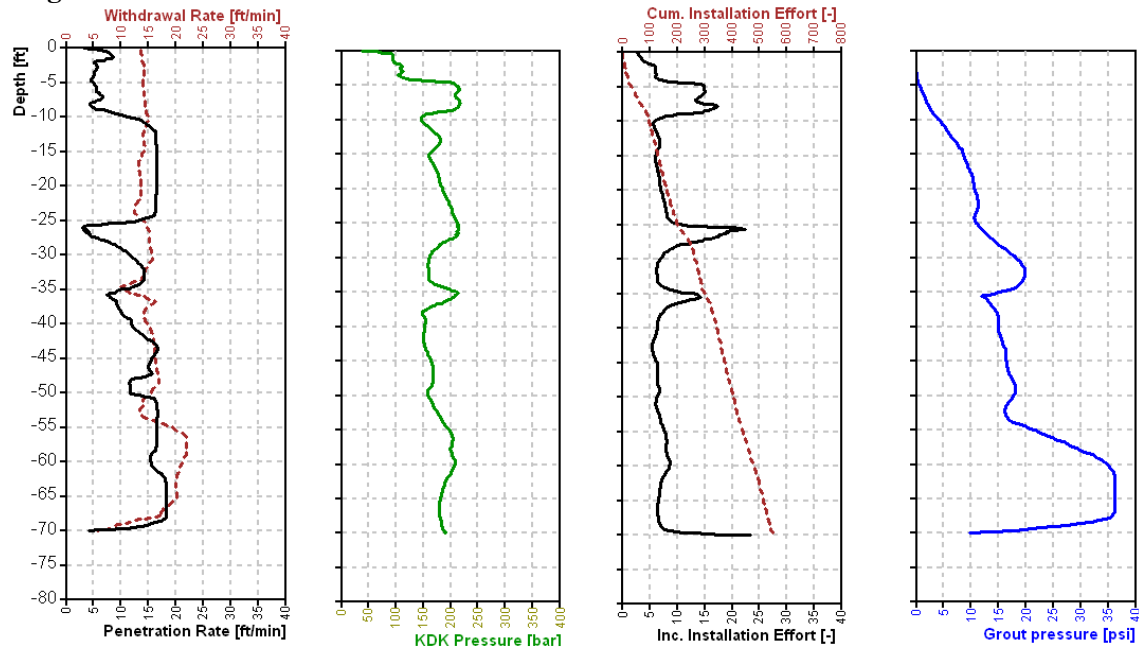 Withdrawal Rate [ft/min]
0 5 10 15 20 25 30 35 40
Depth [ft]
0
-5
-10
-15
-20
-25
-30
-35
-40
-45
-50
-55
-60
-65
-70
-75
-80
0 5 10 15 20 25 30 35 40
Penetration Rate [ft/min]
0 50 100 150 200 250 300 350 400
KDK Pressure [bar]
Cum. Installation Effort [-]
0 100 200 300 400 500 600 700 800
0 5 10 15 20 25 30 35 40
Inc. Installation Effort [-]
0 5 10 15 20 25 30 35 40
Grout pressure [psi]